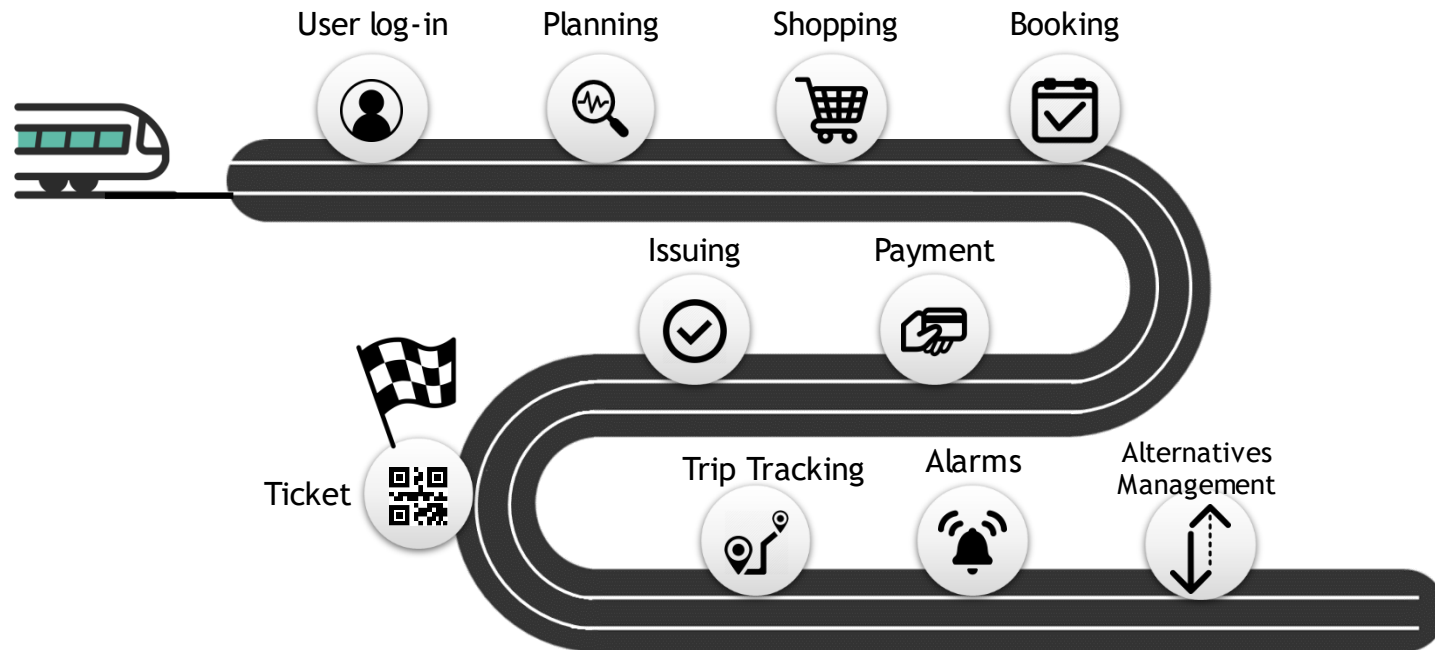 User log-in
Planning
Shopping
Booking
Issuing
Payment
Ticket
Trip Tracking
Alarms
Alternatives
Management